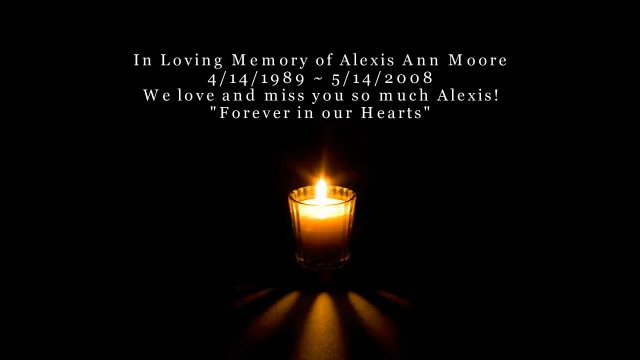 In Loving Memory of Alexis Ann Moore
4/14/1989 ~ 5/14/2008
We love and miss you so much Alexis!
"Forever in our Hearts"